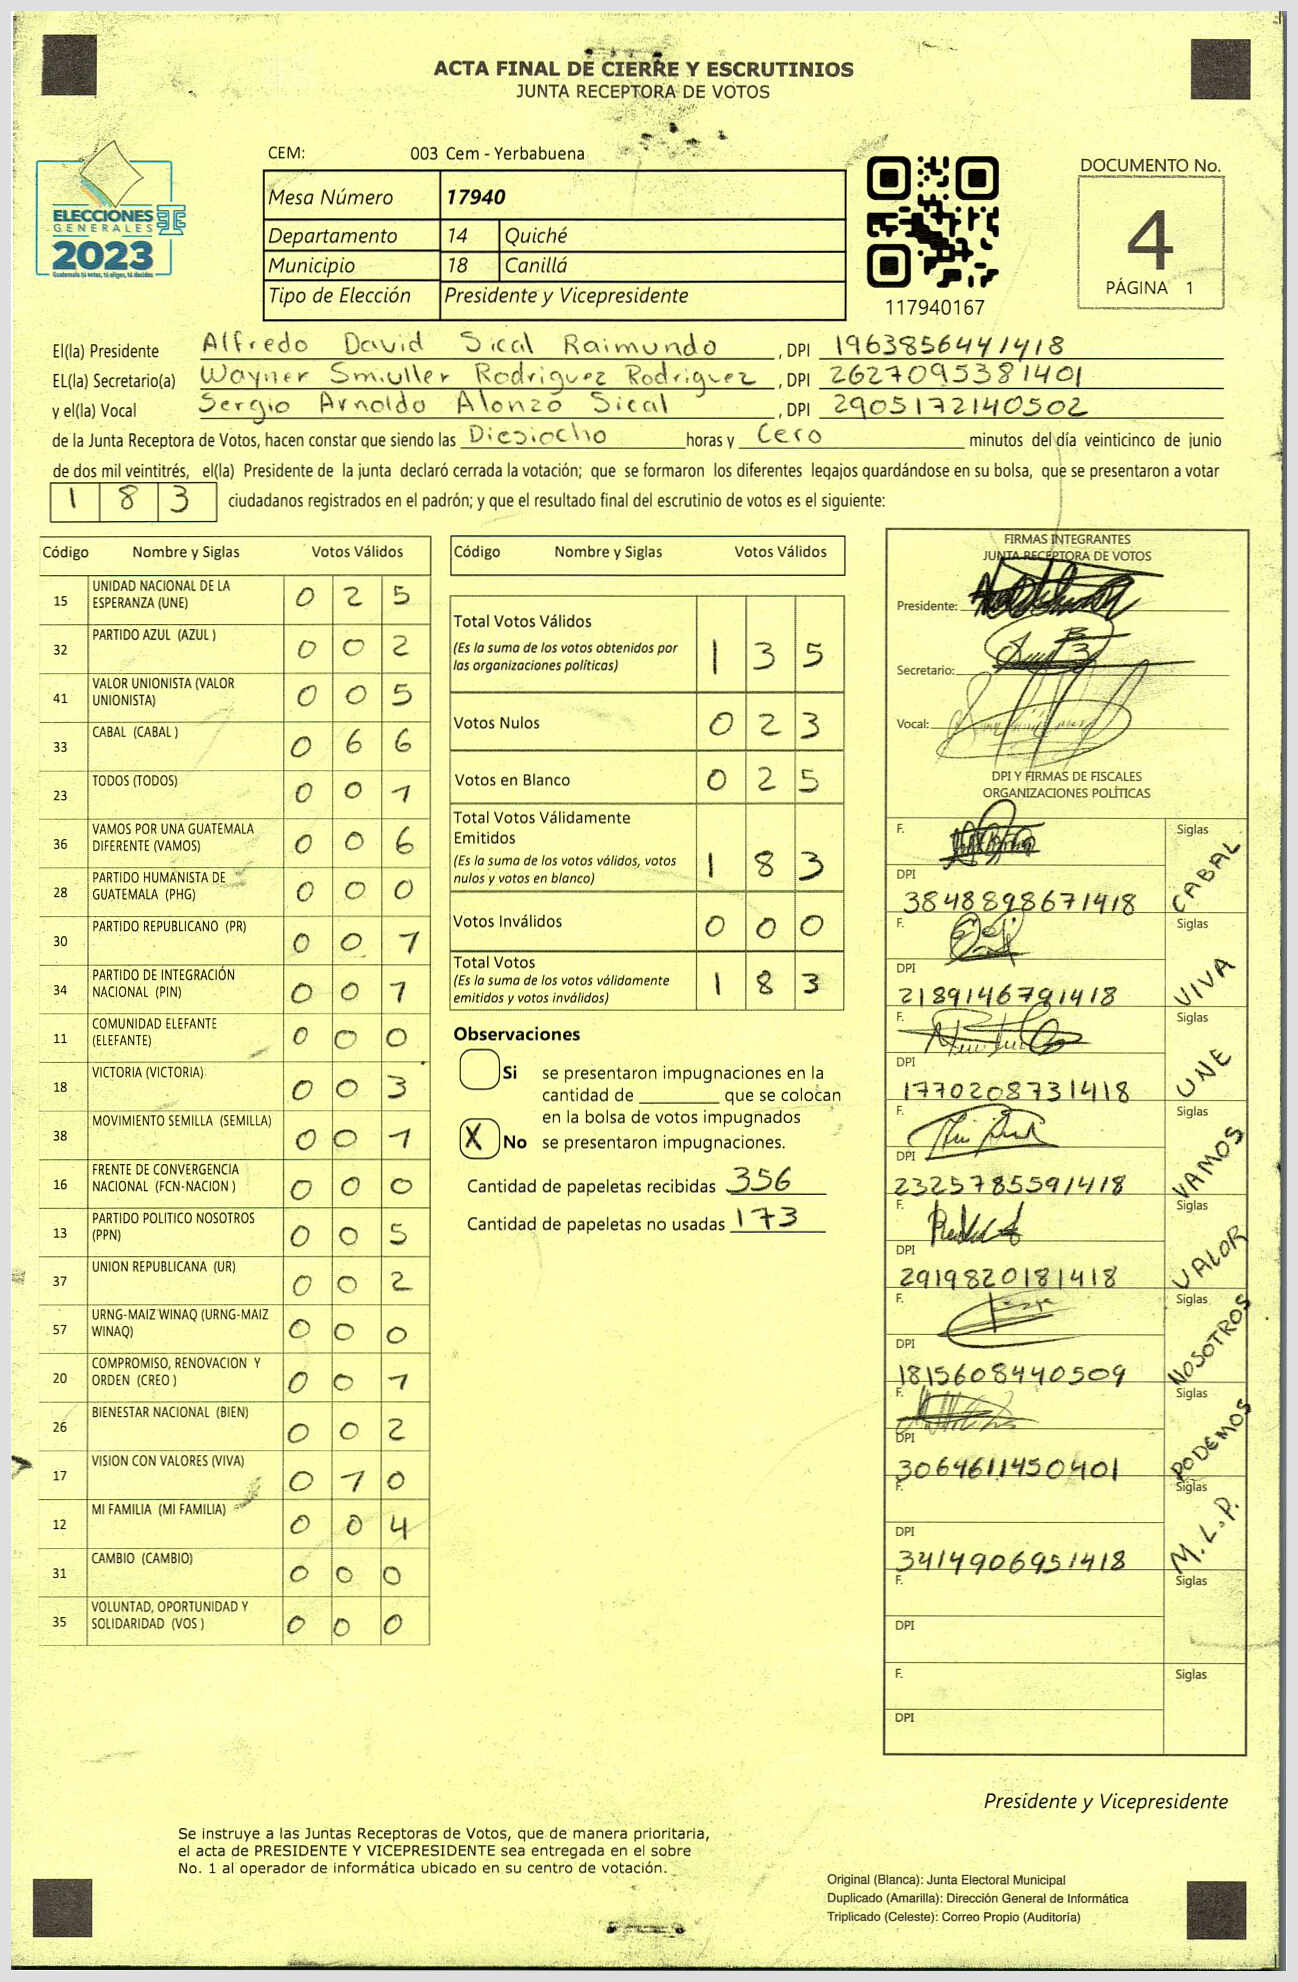 ACTA FINAL DE CIERRE Y ESCRUTINIOS
JUNTA RECEPTORA DE VOTOS
CEM: 003 Cem - Yerbabuena
ELECCIONES
GENERALES
2023
Guatemala tú votas, tú eliges, tú decides
Mesa Número 17940
Departamento 14 Quiché
Municipio 18 Canillá
Tipo de Elección Presidente y Vicepresidente
117940167
DOCUMENTO No.
4
PÁGINA 1
El(la) Presidente Alfredo David Sical Raimundo , DPI 1963856441418
EL(la) Secretario(a) Wayner Smiuller Rodriguez Rodriguez , DPI 2627095381401
y el(la) Vocal Sergio Arnoldo Alonzo Sical , DPI 2905172140502
de la Junta Receptora de Votos, hacen constar que siendo las Diesiocho horas y Cero minutos del día veinticinco de junio
de dos mil veintitrés, el(la) Presidente de la junta declaró cerrada la votación; que se formaron los diferentes legajos quardándose en su bolsa, que se presentaron a votar
1 8 3 ciudadanos registrados en el padrón; y que el resultado final del escrutinio de votos es el siguiente:
Código Nombre y Siglas Votos Válidos
15 UNIDAD NACIONAL DE LA ESPERANZA (UNE) 0 2 5
32 PARTIDO AZUL (AZUL ) 0 0 2
41 VALOR UNIONISTA (VALOR UNIONISTA) 0 0 5
33 CABAL (CABAL ) 0 6 6
23 TODOS (TODOS) 0 0 1
36 VAMOS POR UNA GUATEMALA DIFERENTE (VAMOS) 0 0 6
28 PARTIDO HUMANISTA DE GUATEMALA (PHG) 0 0 0
30 PARTIDO REPUBLICANO (PR) 0 0 1
34 PARTIDO DE INTEGRACIÓN NACIONAL (PIN) 0 0 1
11 COMUNIDAD ELEFANTE (ELEFANTE) 0 0 0
18 VICTORIA (VICTORIA) 0 0 3
38 MOVIMIENTO SEMILLA (SEMILLA) 0 0 1
16 FRENTE DE CONVERGENCIA NACIONAL (FCN-NACION ) 0 0 0
13 PARTIDO POLITICO NOSOTROS (PPN) 0 0 5
37 UNION REPUBLICANA (UR) 0 0 2
57 URNG-MAIZ WINAQ (URNG-MAIZ WINAQ) 0 0 0
20 COMPROMISO, RENOVACION Y ORDEN (CREO ) 0 0 1
26 BIENESTAR NACIONAL (BIEN) 0 0 2
17 VISION CON VALORES (VIVA) 0 1 0
12 MI FAMILIA (MI FAMILIA) 0 0 4
31 CAMBIO (CAMBIO) 0 0 0
35 VOLUNTAD, OPORTUNIDAD Y SOLIDARIDAD (VOS ) 0 0 0
Código Nombre y Siglas Votos Válidos
Total Votos Válidos
(Es la suma de los votos obtenidos por
las organizaciones políticas) 1 3 5
Votos Nulos 0 2 3
Votos en Blanco 0 2 5
Total Votos Válidamente
Emitidos
(Es la suma de los votos válidos, votos
nulos y votos en blanco) 1 8 3
Votos Inválidos 0 0 0
Total Votos
(Es la suma de los votos válidamente
emitidos y votos inválidos) 1 8 3
Observaciones
Si se presentaron impugnaciones en la
cantidad de ________ que se colocan
en la bolsa de votos impugnados
X No se presentaron impugnaciones.
Cantidad de papeletas recibidas 356
Cantidad de papeletas no usadas 173
FIRMAS INTEGRANTES
JUNTA RECEPTORA DE VOTOS
Presidente:
Secretario:
Vocal:
DPI Y FIRMAS DE FISCALES
ORGANIZACIONES POLÍTICAS
F. Siglas CABAL
DPI 3848898671418
F. Siglas VIVA
DPI 2189146791418
F. Siglas UNE
DPI 1770208731418
F. Siglas VAMOS
DPI 2325785591418
F. Siglas VALOR
DPI 2919820181418
F. Siglas NOSOTROS
DPI 1815608440509
F. Siglas PODEMOS
DPI 3064611450401
F. Siglas M.L.P.
DPI 3414906951418
F. Siglas
DPI
F. Siglas
DPI
Presidente y Vicepresidente
Se instruye a las Juntas Receptoras de Votos, que de manera prioritaria,
el acta de PRESIDENTE Y VICEPRESIDENTE sea entregada en el sobre
No. 1 al operador de informática ubicado en su centro de votación.
Original (Blanca): Junta Electoral Municipal
Duplicado (Amarilla): Dirección General de Informática
Triplicado (Celeste): Correo Propio (Auditoría)